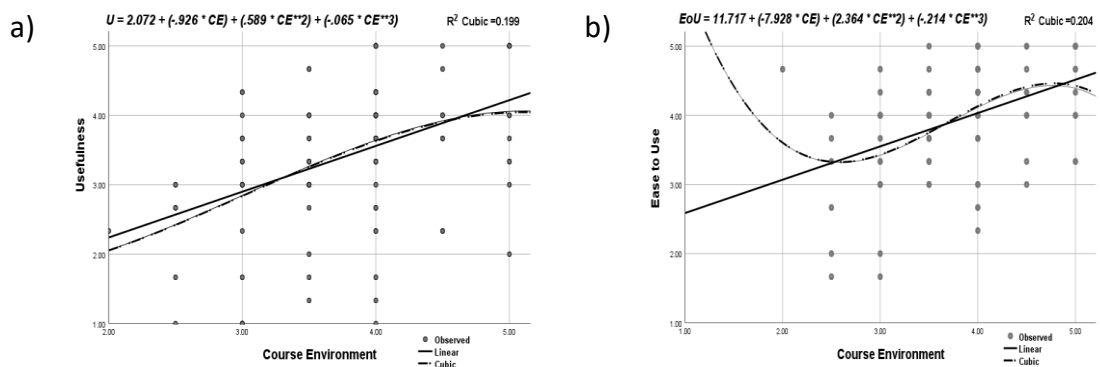 a)
U = 2.072 + (-.926 * CE) + (.589 * CE**2) + (-.065 * CE**3)
R2 Cubic =0.199
5.00
4.00
3.00
2.00
1.00
Usefulness
2.00 3.00 4.00 5.00
Course Environment
Observed
Linear
Cubic
b)
EoU = 11.717 + (-7.928 * CE) + (2.364 * CE**2) + (-.214 * CE**3)
R2 Cubic =0.204
5.00
4.00
3.00
2.00
1.00
Ease to Use
1.00 2.00 3.00 4.00 5.00
Course Environment
Observed
Linear
Cubic